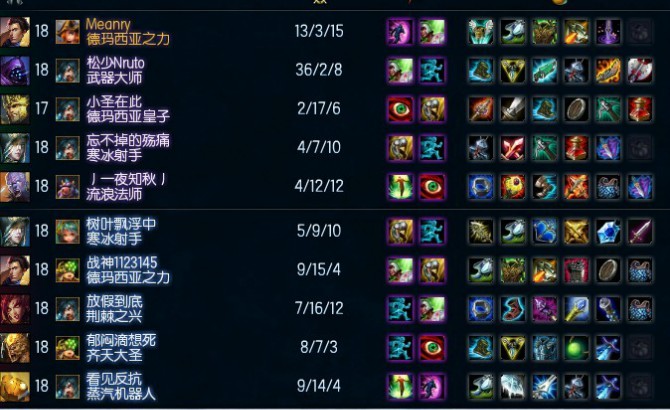 18 Meanry 13/3/15
德玛西亚之力
18 松少Nruto 36/2/8
武器大师
17 小圣在此 2/17/6
德玛西亚皇子
18 忘不掉的殇痛 4/7/10
寒冰射手
18 丿一夜知秋丿 4/12/12
流浪法师
18 树叶飘浮中 5/9/10
寒冰射手
18 战神1123145 9/15/4
德玛西亚之力
18 放假到底 7/16/12
荆棘之兴
18 郁闷滴想死 8/7/3
齐天大圣
18 看见反抗 9/14/4
蒸汽机器人